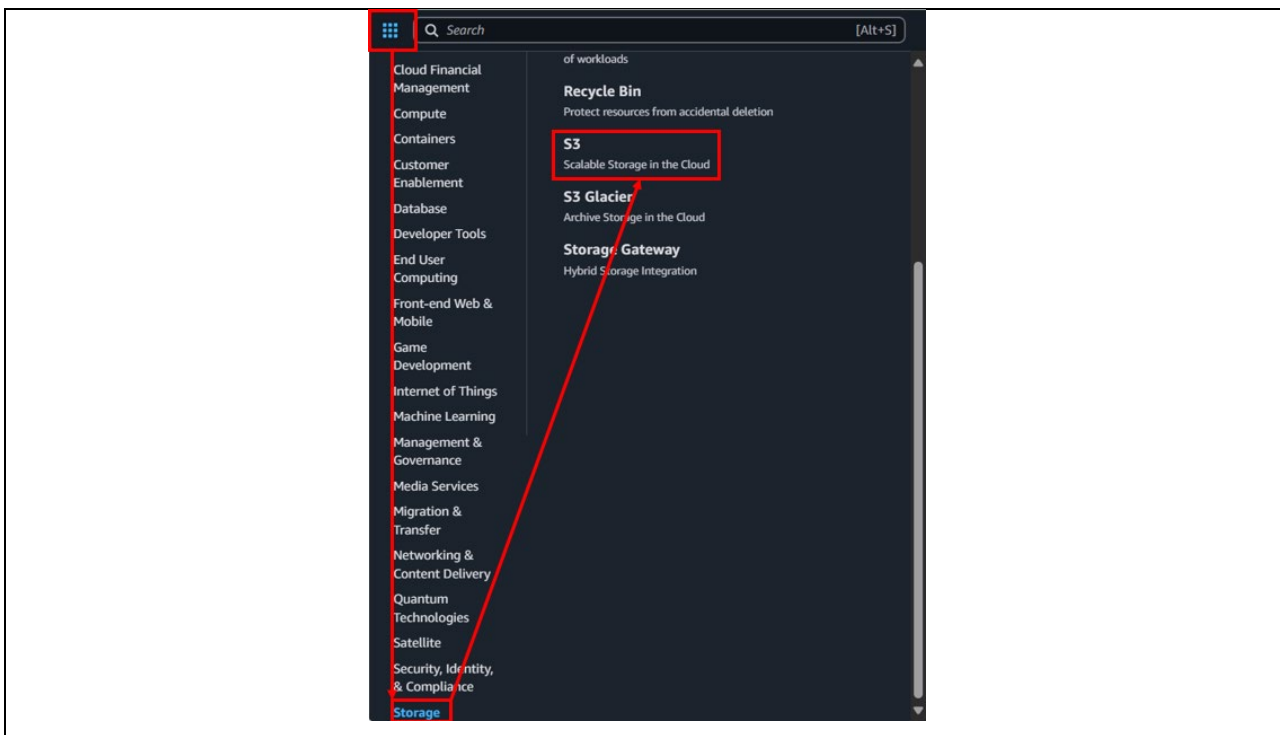 Search [Alt+S]
Cloud Financial
Management
Compute
Containers
Customer
Enablement
Database
Developer Tools
End User
Computing
Front-end Web &
Mobile
Game
Development
Internet of Things
Machine Learning
Management &
Governance
Media Services
Migration &
Transfer
Networking &
Content Delivery
Quantum
Technologies
Satellite
Security, Identity,
& Compliance
Storage
of workloads
Recycle Bin
Protect resources from accidental deletion
S3
Scalable Storage in the Cloud
S3 Glacier
Archive Storage in the Cloud
Storage Gateway
Hybrid Storage Integration